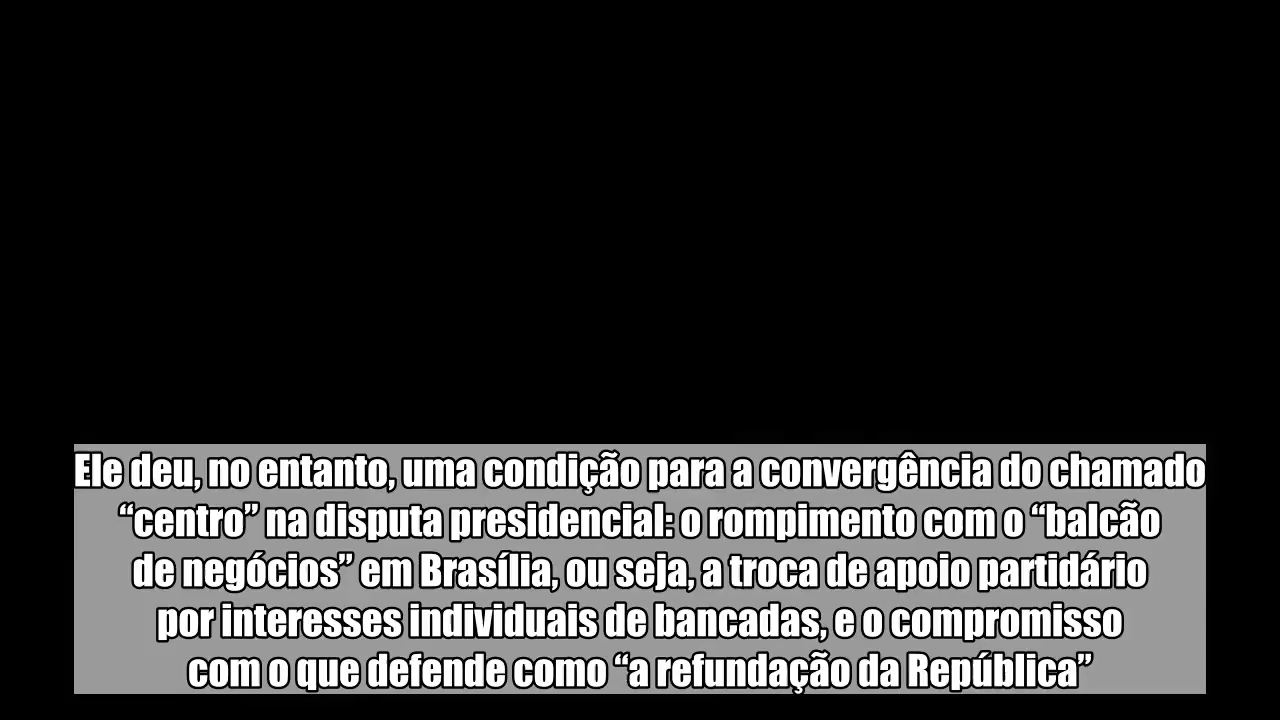 Ele deu, no entanto, uma condição para a convergência do chamado
“centro” na disputa presidencial: o rompimento com o “balcão
de negócios” em Brasília, ou seja, a troca de apoio partidário
por interesses individuais de bancadas, e o compromisso
com o que defende como “a refundação da República”